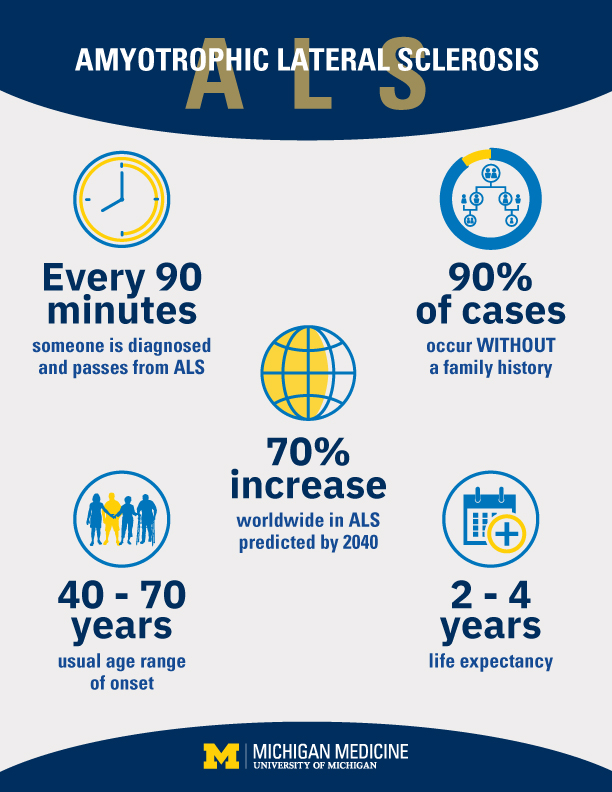 AMYOTROPHIC LATERAL SCLEROSIS
ALS
Every 90
minutes
someone is diagnosed
and passes from ALS
90%
of cases
occur WITHOUT
a family history
70%
increase
worldwide in ALS
predicted by 2040
40 - 70
years
usual age range
of onset
2 - 4
years
life expectancy
M
MICHIGAN MEDICINE
UNIVERSITY OF MICHIGAN